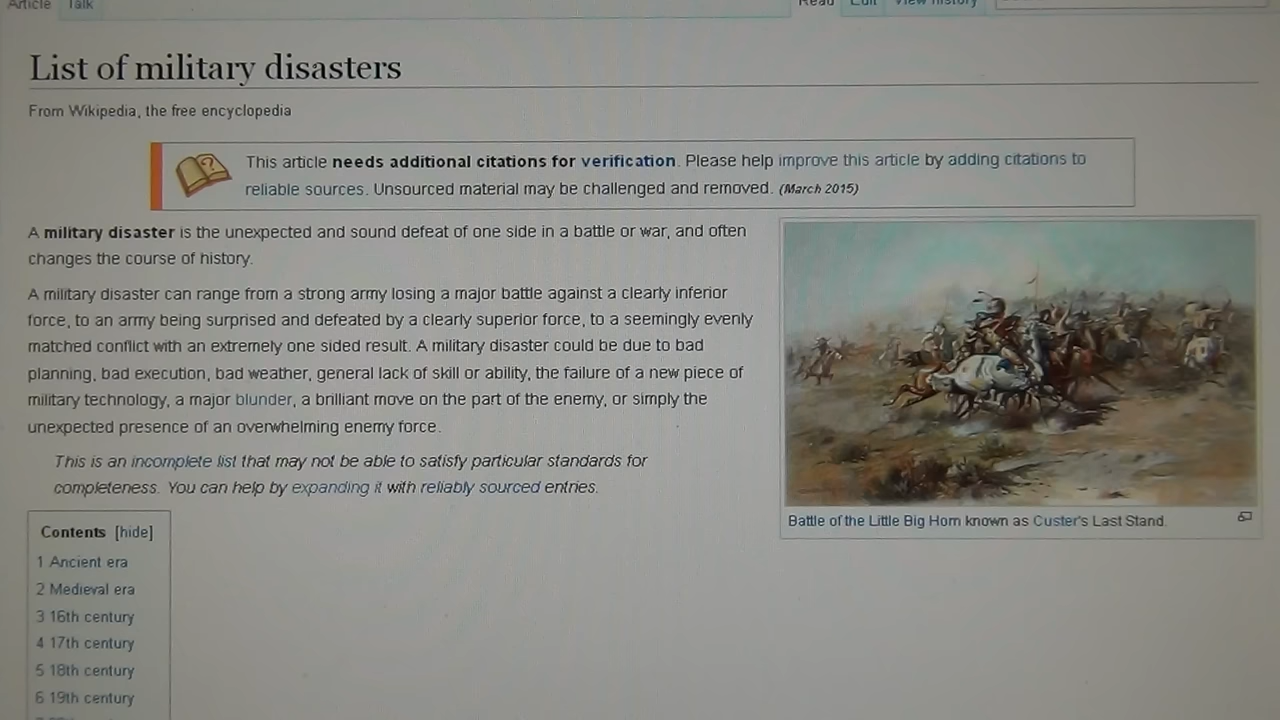 Article Talk Read Edit View history
List of military disasters
From Wikipedia, the free encyclopedia
This article needs additional citations for verification. Please help improve this article by adding citations to
reliable sources. Unsourced material may be challenged and removed. (March 2015)
A military disaster is the unexpected and sound defeat of one side in a battle or war, and often
changes the course of history.
A military disaster can range from a strong army losing a major battle against a clearly inferior
force, to an army being surprised and defeated by a clearly superior force, to a seemingly evenly
matched conflict with an extremely one sided result. A military disaster could be due to bad
planning, bad execution, bad weather, general lack of skill or ability, the failure of a new piece of
military technology, a major blunder, a brilliant move on the part of the enemy, or simply the
unexpected presence of an overwhelming enemy force.
This is an incomplete list that may not be able to satisfy particular standards for
completeness. You can help by expanding it with reliably sourced entries.
Battle of the Little Big Horn known as Custer's Last Stand.
Contents [hide]
1 Ancient era
2 Medieval era
3 16th century
4 17th century
5 18th century
6 19th century